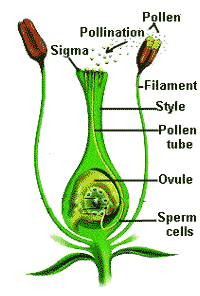 Pollen
Pollination
Sigma
Filament
Style
Pollen
tube
Ovule
Sperm
cells